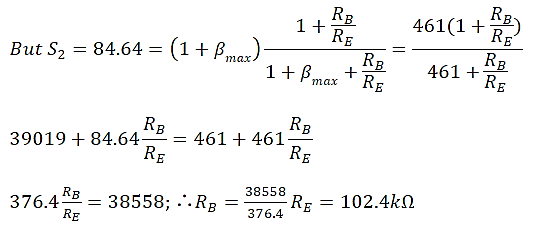 But S₂ = 84.64 = (1 + βₘₐₓ) (1 + R_B/R_E)/(1 + βₘₐₓ + R_B/R_E) = 461(1 + R_B/R_E)/(461 + R_B/R_E)
39019 + 84.64 R_B/R_E = 461 + 461 R_B/R_E
376.4 R_B/R_E = 38558; ∴ R_B = 38558/376.4 R_E = 102.4kΩ